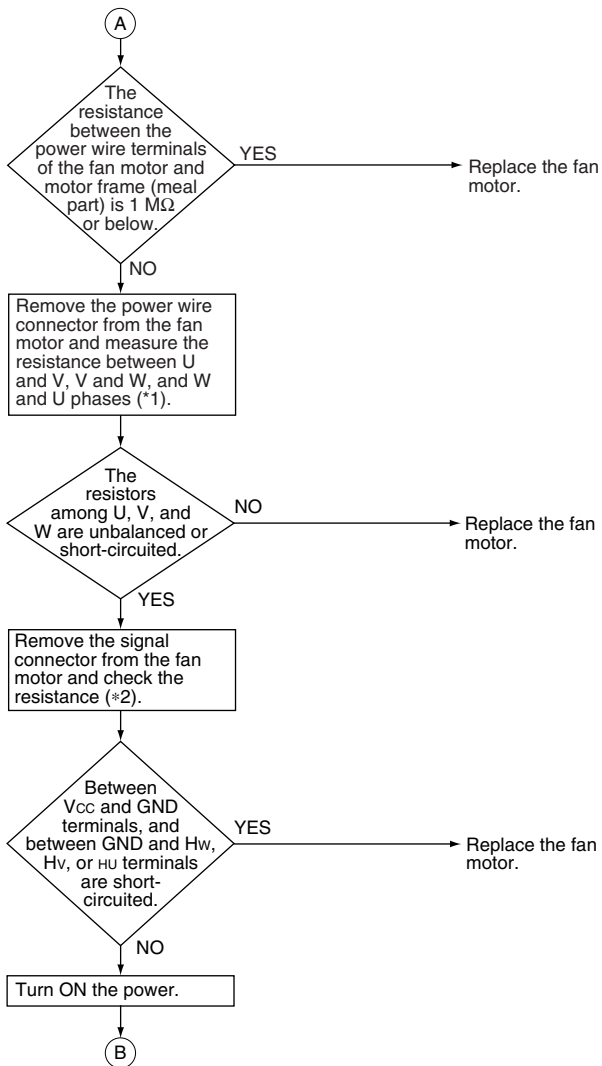 A
The
resistance
between the
power wire terminals
of the fan motor and
motor frame (meal
part) is 1 MΩ
or below.
YES
Replace the fan
motor.
NO
Remove the power wire
connector from the fan
motor and measure the
resistance between U
and V, V and W, and W
and U phases (*1).
The
resistors
among U, V, and
W are unbalanced or
short-circuited.
NO
Replace the fan
motor.
YES
Remove the signal
connector from the fan
motor and check the
resistance (*2).
Between
VCC and GND
terminals, and
between GND and HW,
HV, or HU terminals
are short-
circuited.
YES
Replace the fan
motor.
NO
Turn ON the power.
B